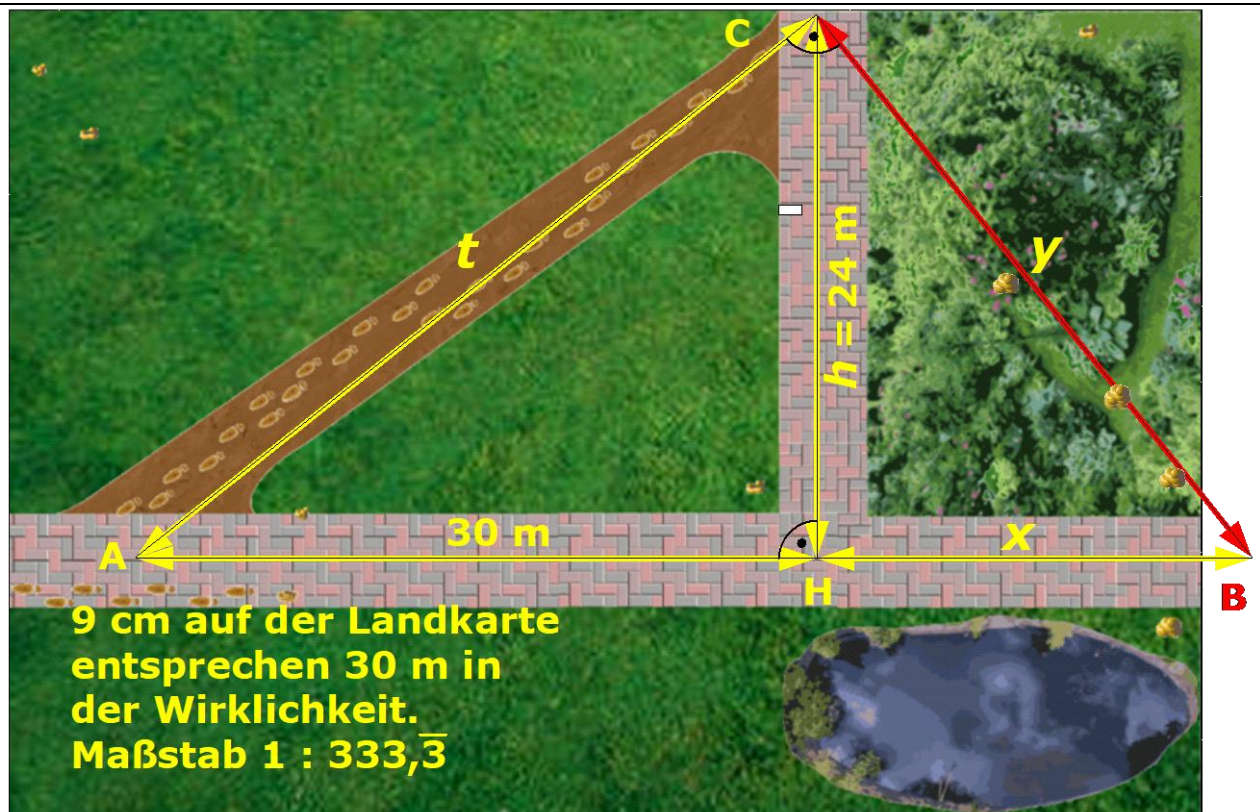 C
t
h = 24 m
y
30 m
x
A
H
B
9 cm auf der Landkarte
entsprechen 30 m in
der Wirklichkeit.
Maßstab 1 : 333,3̅